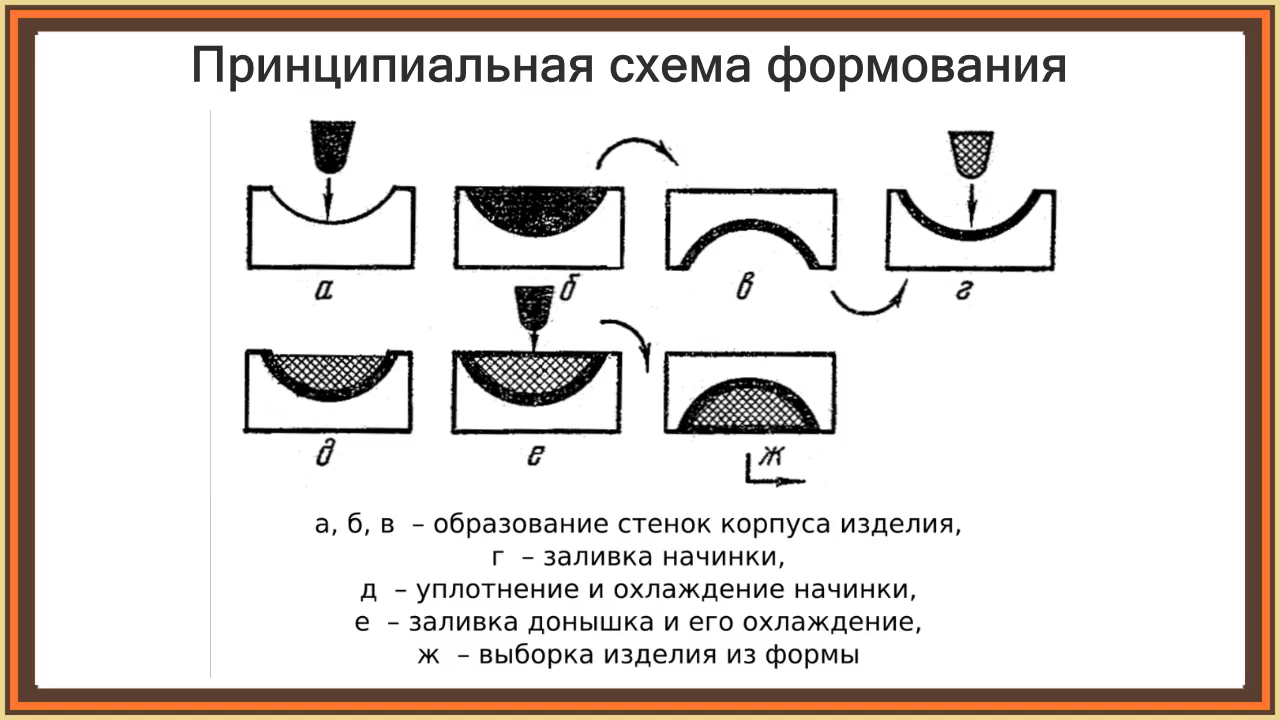 Принципиальная схема формования
а
б
в
г
д
е
ж
а, б, в – образование стенок корпуса изделия,
г – заливка начинки,
д – уплотнение и охлаждение начинки,
е – заливка донышка и его охлаждение,
ж – выборка изделия из формы